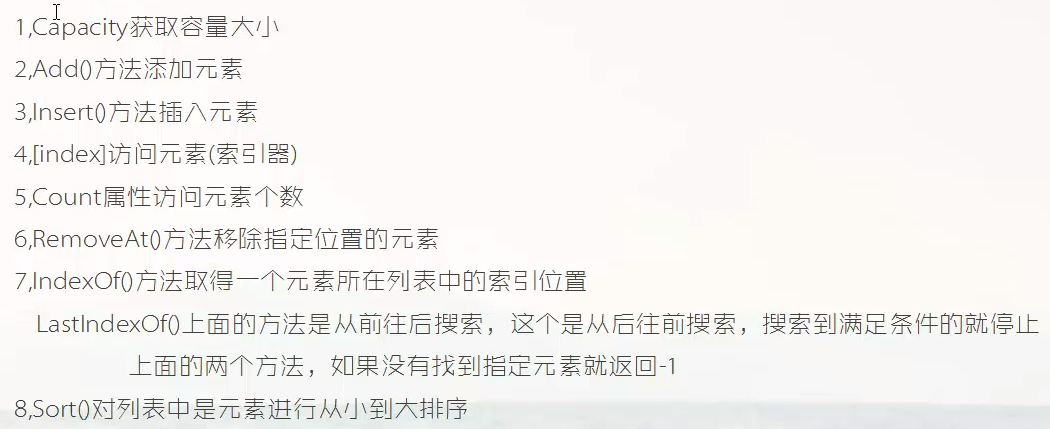 1,Capacity获取容量大小
2,Add()方法添加元素
3,Insert()方法插入元素
4,[index]访问元素(索引器)
5,Count属性访问元素个数
6,RemoveAt()方法移除指定位置的元素
7,IndexOf()方法取得一个元素所在列表中的索引位置
LastIndexOf()上面的方法是从前往后搜索，这个是从后往前搜索，搜索到满足条件的就停止
上面的两个方法，如果没有找到指定元素就返回-1
8,Sort()对列表中是元素进行从小到大排序